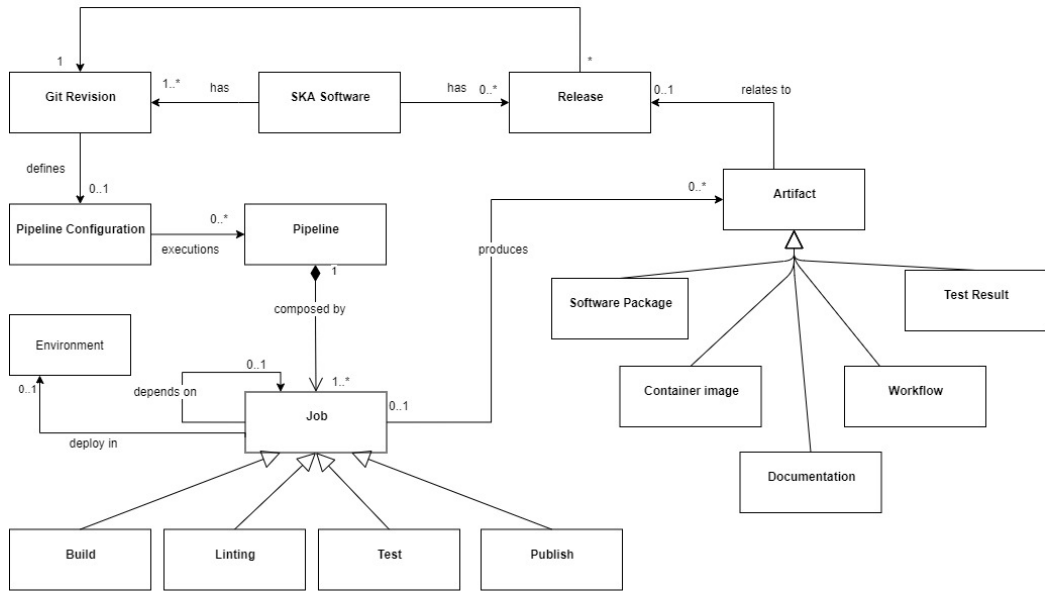 1
*
1..*
has
has
0..*
0..1
relates to
Git Revision
SKA Software
Release
defines
0..1
0..*
Artifact
0..*
Pipeline Configuration
executions
Pipeline
1
produces
composed by
Software Package
Test Result
Environment
0..1
depends on
0..1
1..*
0..1
Job
deploy in
Container image
Workflow
Documentation
Build
Linting
Test
Publish